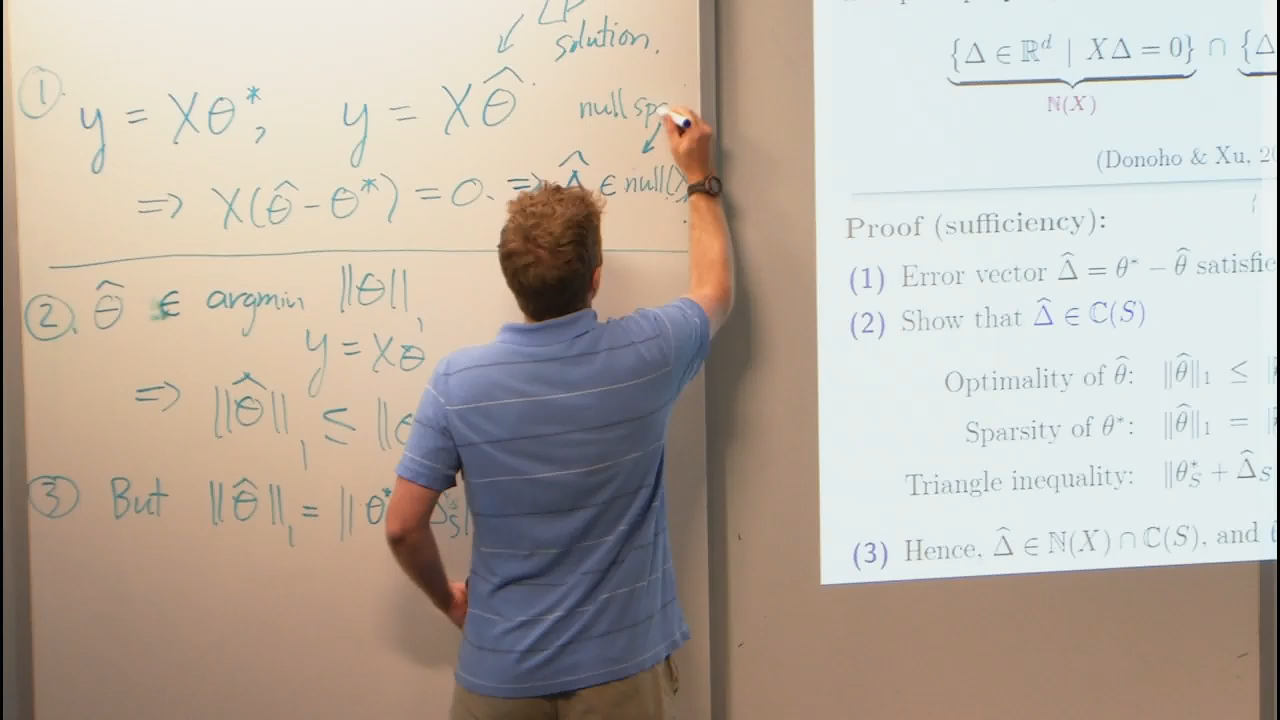 LP
solution.
① y = Xθ*, y = Xθ̂
null sp
⇒ X(θ̂ - θ*) = 0. ⇒ Δ̂ ∈ null(X
②. θ̂ ∈ argmin ||θ||₁
y = Xθ
⇒ ||θ̂||₁ ≤ ||θ
③ But ||θ̂||₁ = ||θ*
{Δ ∈ ℝᵈ | XΔ = 0} ∩ {Δ
ℕ(X)
(Donoho & Xu, 20
Proof (sufficiency):
(1) Error vector Δ̂ = θ* − θ̂ satisfie
(2) Show that Δ̂ ∈ ℂ(S)
Optimality of θ̂: ||θ̂||₁ ≤ ||
Sparsity of θ*: ||θ̂||₁ = ||
Triangle inequality: ||θ*_S + Δ̂_S
(3) Hence, Δ̂ ∈ ℕ(X) ∩ ℂ(S), and (